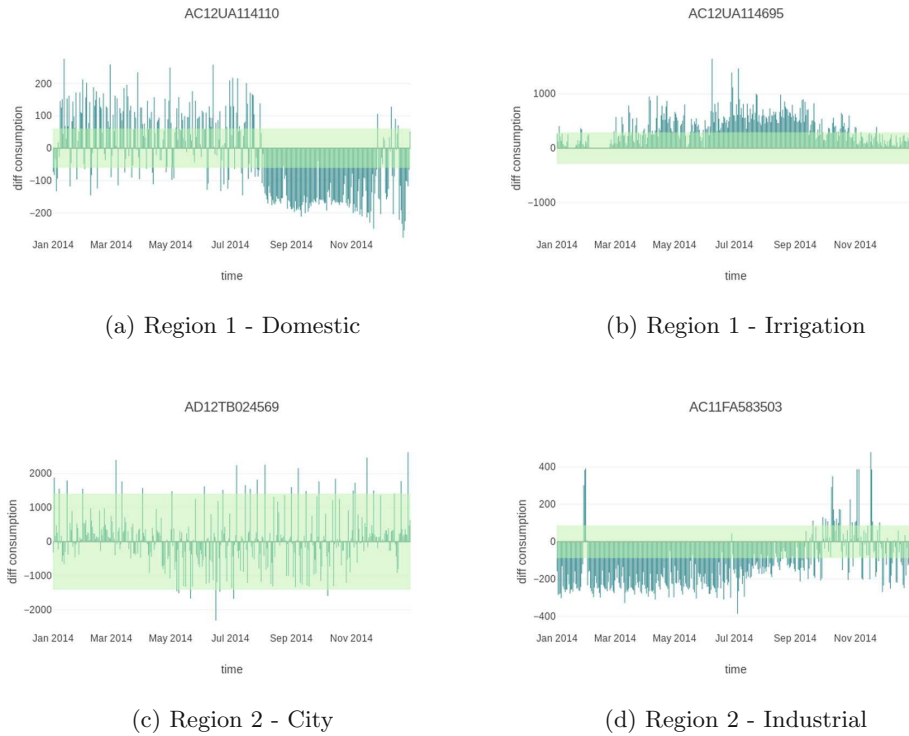 AC12UA114110
diff consumption
200
100
0
−100
−200
Jan 2014 Mar 2014 May 2014 Jul 2014 Sep 2014 Nov 2014
time
(a) Region 1 - Domestic
AC12UA114695
diff consumption
1000
0
−1000
Jan 2014 Mar 2014 May 2014 Jul 2014 Sep 2014 Nov 2014
time
(b) Region 1 - Irrigation
AD12TB024569
diff consumption
2000
1000
0
−1000
−2000
Jan 2014 Mar 2014 May 2014 Jul 2014 Sep 2014 Nov 2014
time
(c) Region 2 - City
AC11FA583503
diff consumption
400
200
0
−200
−400
Jan 2014 Mar 2014 May 2014 Jul 2014 Sep 2014 Nov 2014
time
(d) Region 2 - Industrial